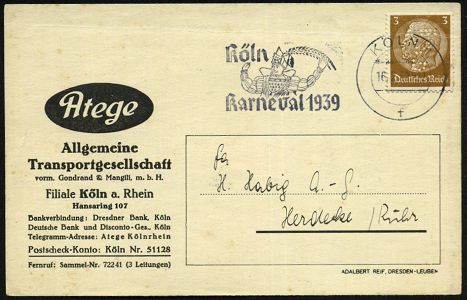 Köln
Karneval 1939
KÖLN
16.
†
3 3
Deutsches Reich
Atege
Allgemeine
Transportgesellschaft
vorm. Gondrand & Mangili, m. b. H.
Filiale Köln a. Rhein
Hansaring 107
Bankverbindung: Dresdner Bank, Köln
Deutsche Bank und Disconto-Ges., Köln
Telegramm-Adresse: Atege Kölnrhein
Postscheck-Konto: Köln Nr. 51128
Fernruf: Sammel-Nr. 72241 (3 Leitungen)
Fa
H. Habig A.-G.
Herdecke /Ruhr
ADALBERT REIF, DRESDEN-LEUBEN